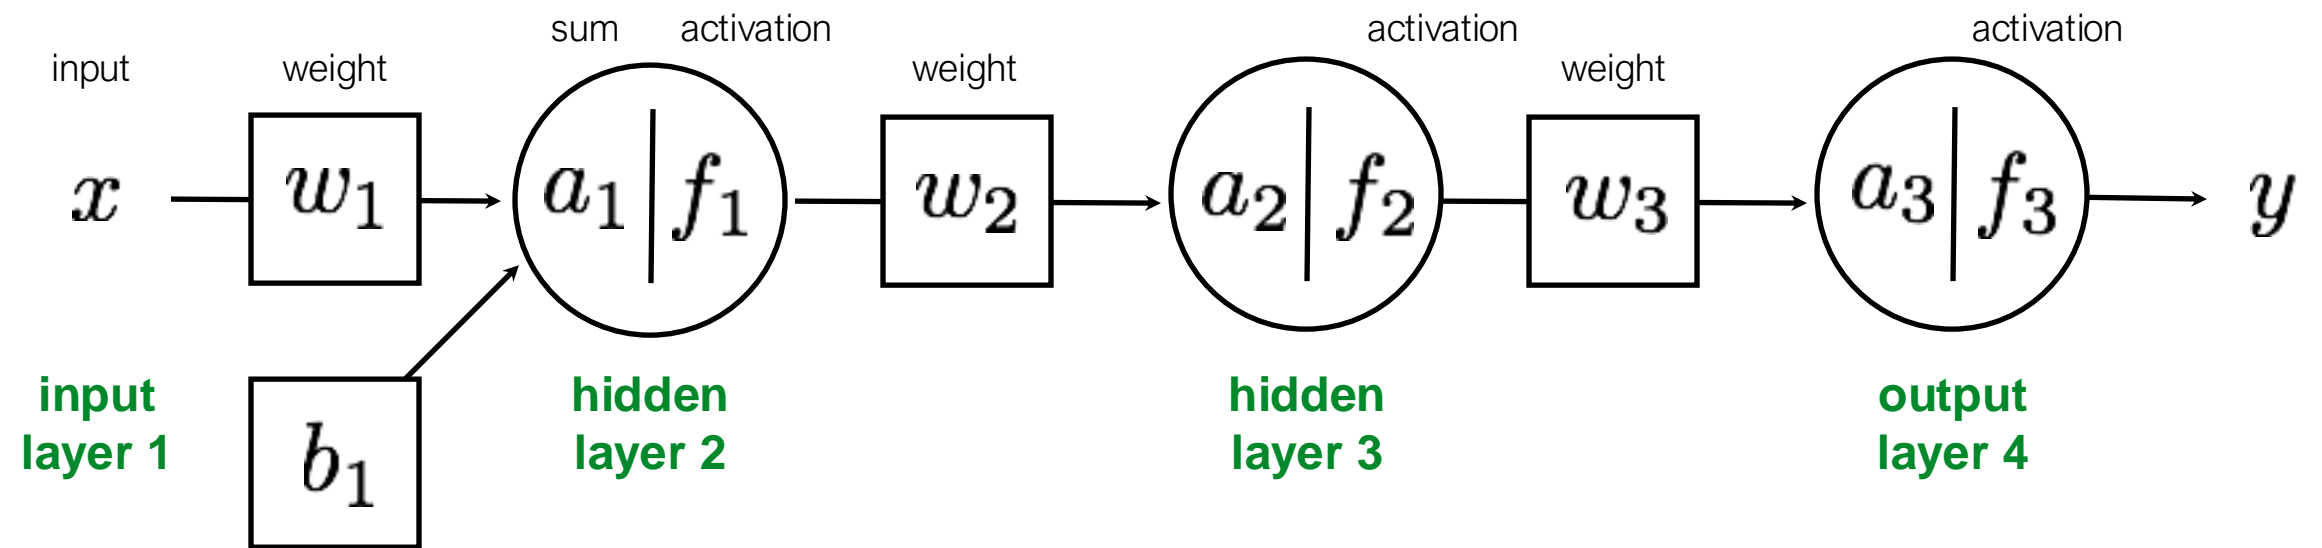 sum activation activation activation
input weight weight weight
x w₁ a₁ | f₁ w₂ a₂ | f₂ w₃ a₃ | f₃ y
input hidden hidden output
layer 1 layer 2 layer 3 layer 4
b₁